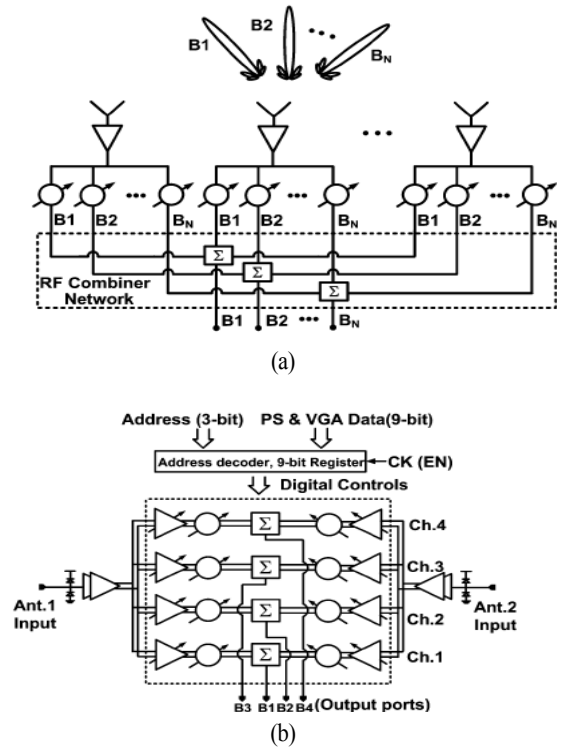 B1
B2
B_N
B1
B2
B_N
B1
B2
B_N
B1
B2
B_N
Σ
Σ
Σ
RF Combiner
Network
B1
B2
B_N
(a)
Address (3-bit)
PS & VGA Data(9-bit)
Address decoder, 9-bit Register
CK (EN)
Digital Controls
Σ
Ch.4
Σ
Ch.3
Ant.1
Input
Ant.2
Input
Σ
Ch.2
Σ
Ch.1
B3 B1 B2 B4(Output ports)
(b)